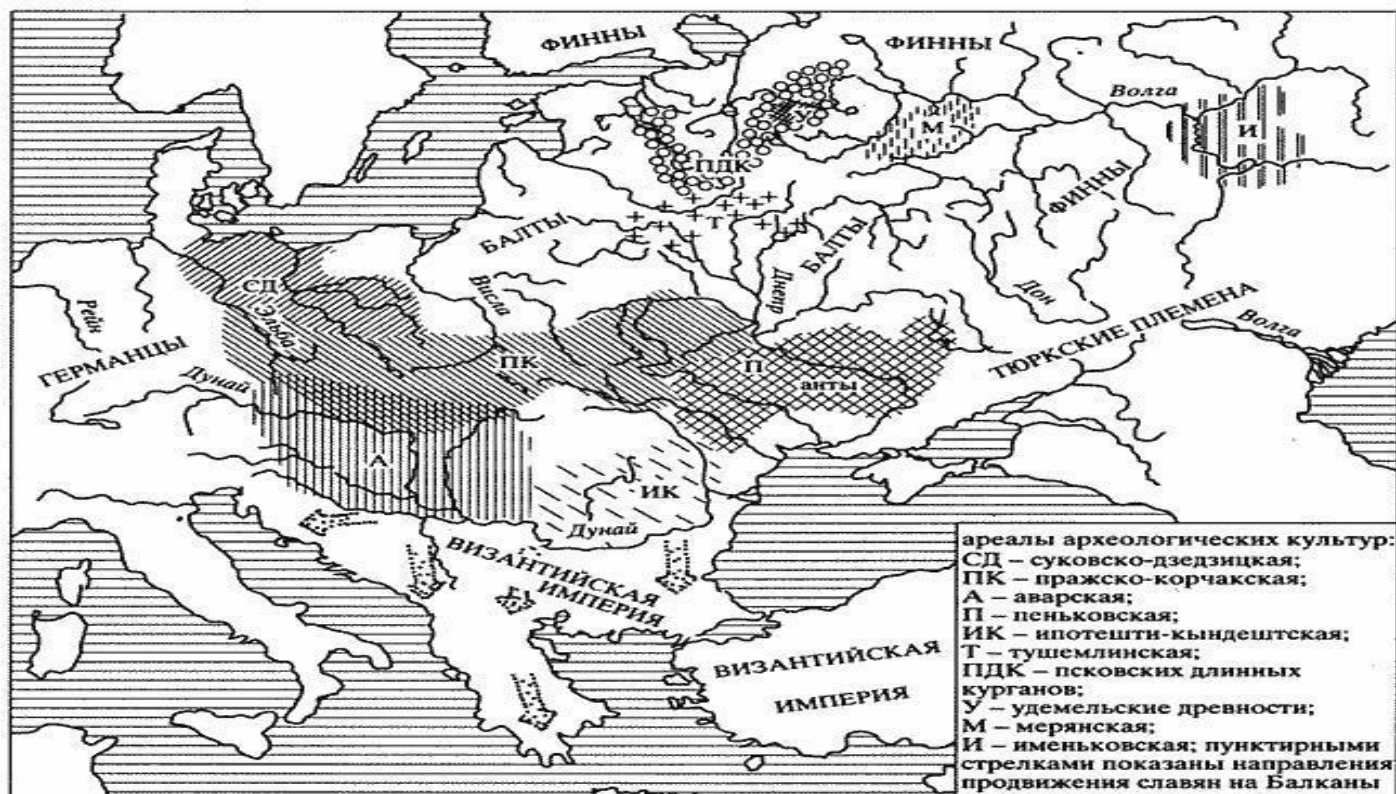 ФИННЫ
ФИННЫ
Волга
У
М
И
ПДК
ФИННЫ
БАЛТЫ
Т
БАЛТЫ
СД
Висла
Днепр
Дон
Рейн
Эльба
ГЕРМАНЦЫ
ПК
П
анты
ТЮРКСКИЕ ПЛЕМЕНА
Волга
Дунай
А
ИК
Дунай
ВИЗАНТИЙСКАЯ
ИМПЕРИЯ
ВИЗАНТИЙСКАЯ
ИМПЕРИЯ
ареалы археологических культур:
СД – суковско-дзедзицкая;
ПК – пражско-корчакская;
А – аварская;
П – пеньковская;
ИК – ипотешти-кындештская;
Т – тушемлинская;
ПДК – псковских длинных
курганов;
У – удемельские древности;
М – мерянская;
И – именьковская; пунктирными
стрелками показаны направления
продвижения славян на Балканы